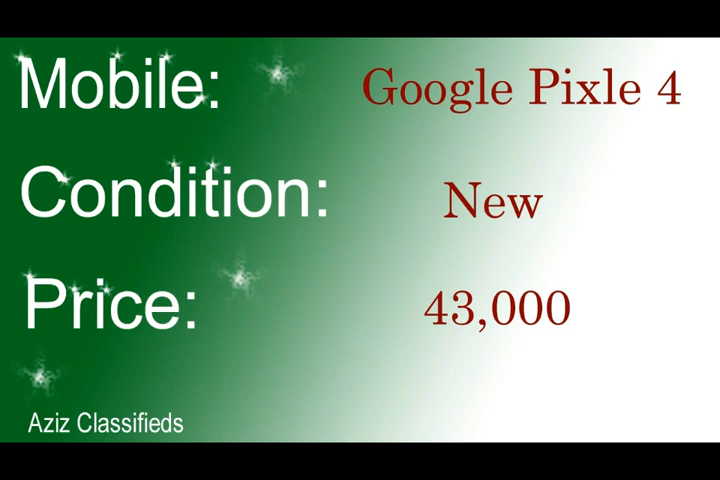 Mobile: Google Pixle 4
Condition: New
Price: 43,000
Aziz Classifieds